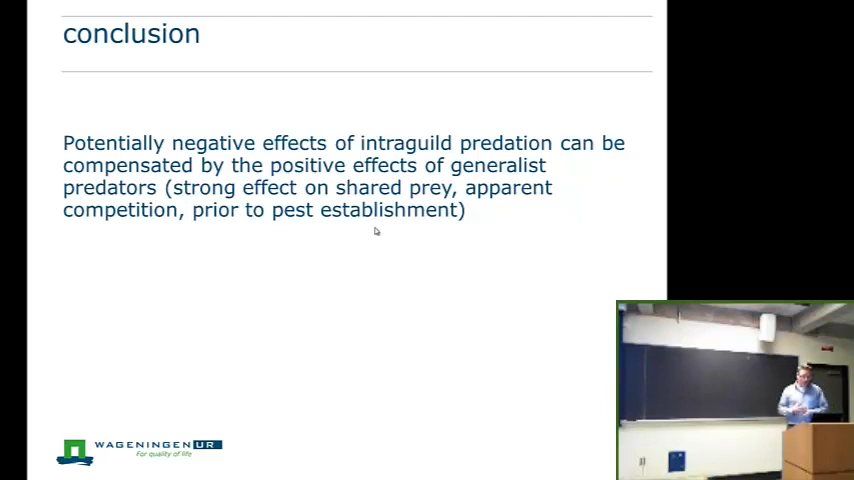 conclusion
Potentially negative effects of intraguild predation can be
compensated by the positive effects of generalist
predators (strong effect on shared prey, apparent
competition, prior to pest establishment)
WAGENINGEN UR
For quality of life